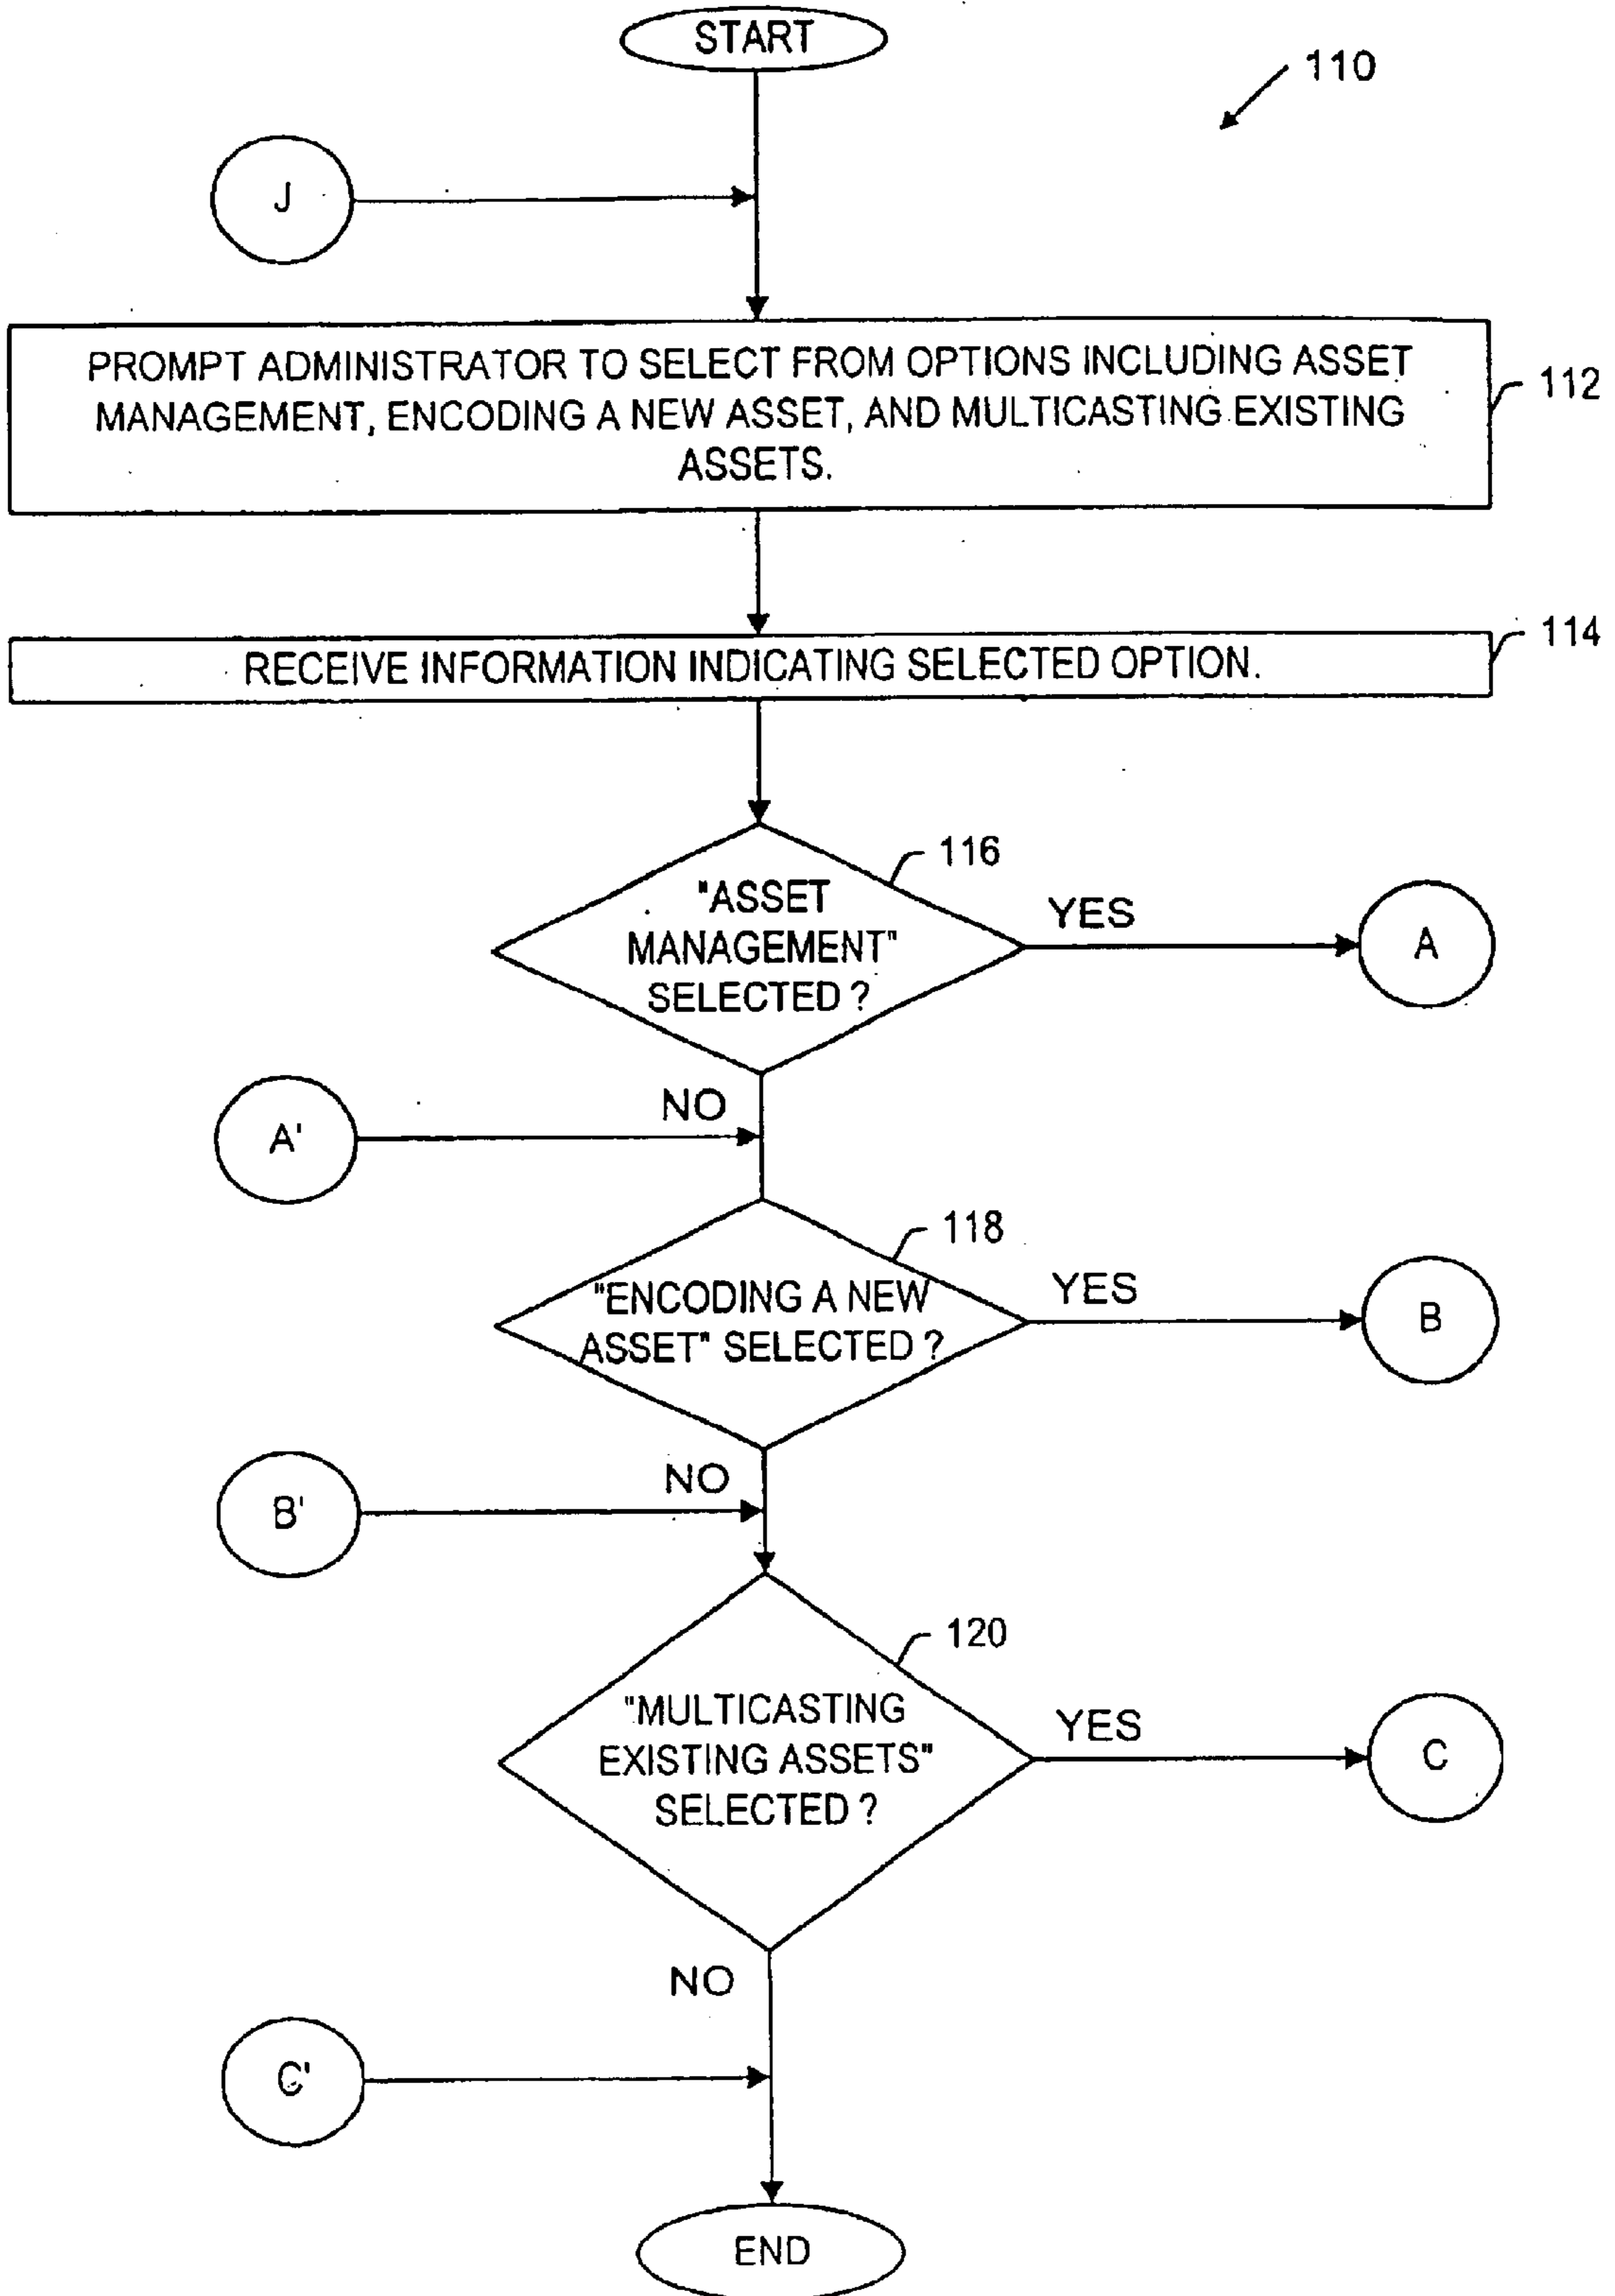 START
110
J
PROMPT ADMINISTRATOR TO SELECT FROM OPTIONS INCLUDING ASSET
MANAGEMENT, ENCODING A NEW ASSET, AND MULTICASTING EXISTING
ASSETS.
112
RECEIVE INFORMATION INDICATING SELECTED OPTION.
114
116
"ASSET
MANAGEMENT"
SELECTED ?
YES
A
NO
A'
118
"ENCODING A NEW
ASSET" SELECTED ?
YES
B
NO
B'
120
"MULTICASTING
EXISTING ASSETS"
SELECTED ?
YES
C
NO
C'
END